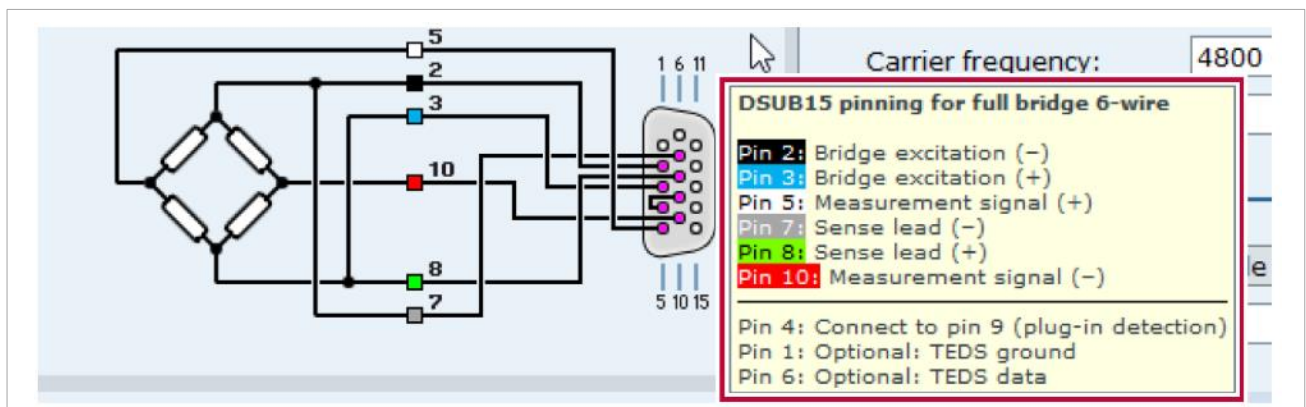 5
2
3
10
8
7
1 6 11
5 10 15
Carrier frequency:
4800
DSUB15 pinning for full bridge 6-wire
Pin 2: Bridge excitation (−)
Pin 3: Bridge excitation (+)
Pin 5: Measurement signal (+)
Pin 7: Sense lead (−)
Pin 8: Sense lead (+)
Pin 10: Measurement signal (−)
Pin 4: Connect to pin 9 (plug-in detection)
Pin 1: Optional: TEDS ground
Pin 6: Optional: TEDS data